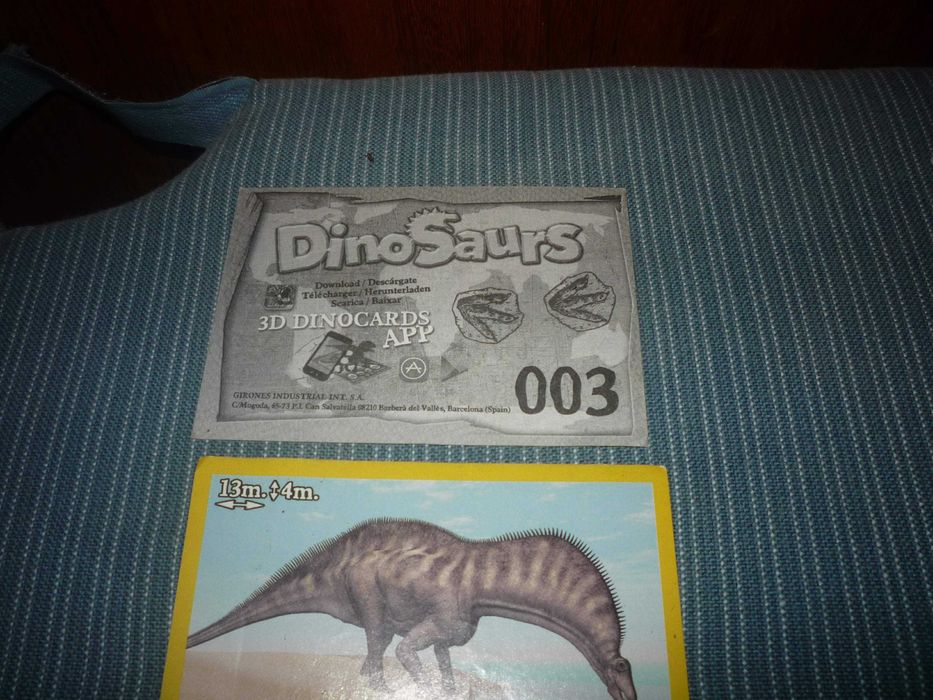 DinoSaurs
Download / Descárgate
Télécharger / Herunterladen
Scarica / Baixar
3D DINOCARDS
APP
GIRONES INDUSTRIAL INT. S.A.
C/Mogoda, 45-73 P.I. Can Salvatella 08210 Barberà del Vallès, Barcelona (Spain)
003
13m. 4m.